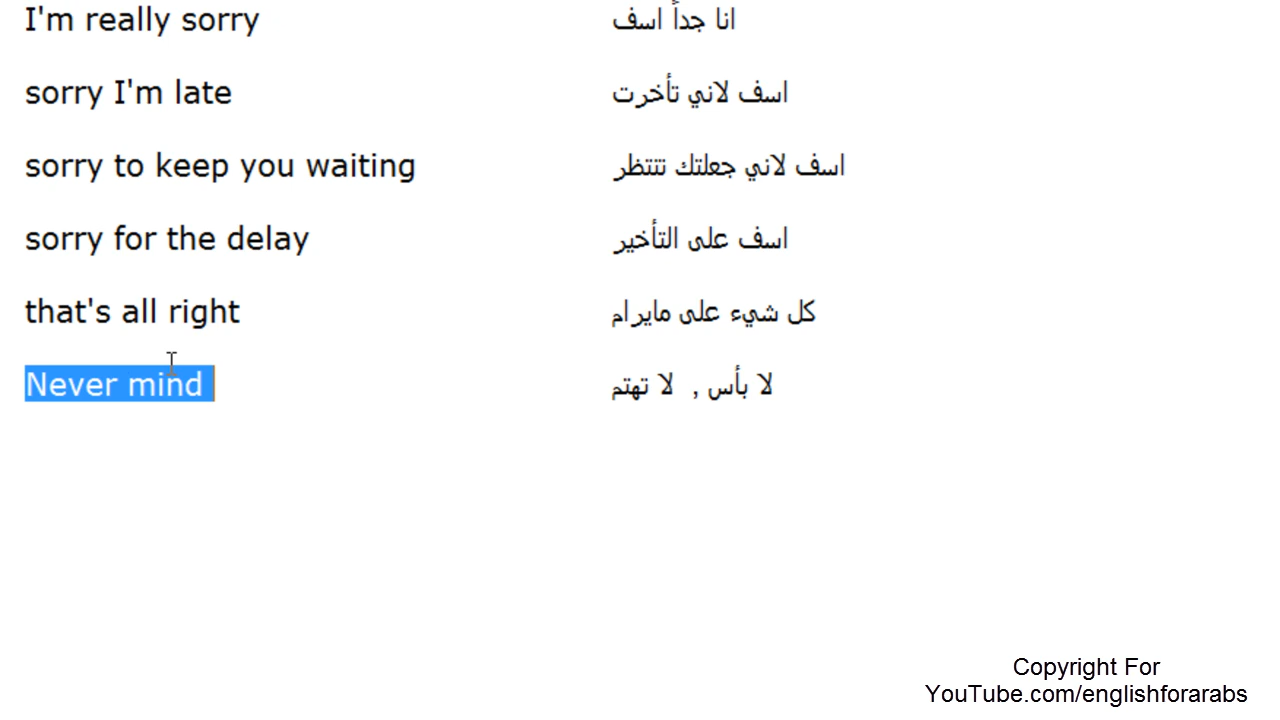 I'm really sorry انا جداً اسف
sorry I'm late اسف لاني تأخرت
sorry to keep you waiting اسف لاني جعلتك تنتظر
sorry for the delay اسف على التأخير
that's all right كل شيء على مايرام
Never mind لا بأس , لا تهتم
Copyright For
YouTube.com/englishforarabs